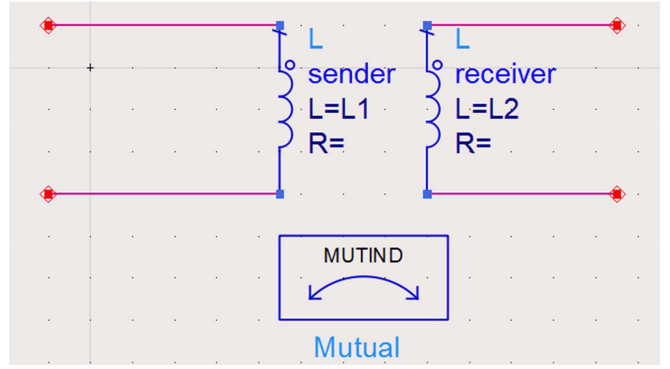 L
sender
L=L1
R=
L
receiver
L=L2
R=
MUTIND
Mutual